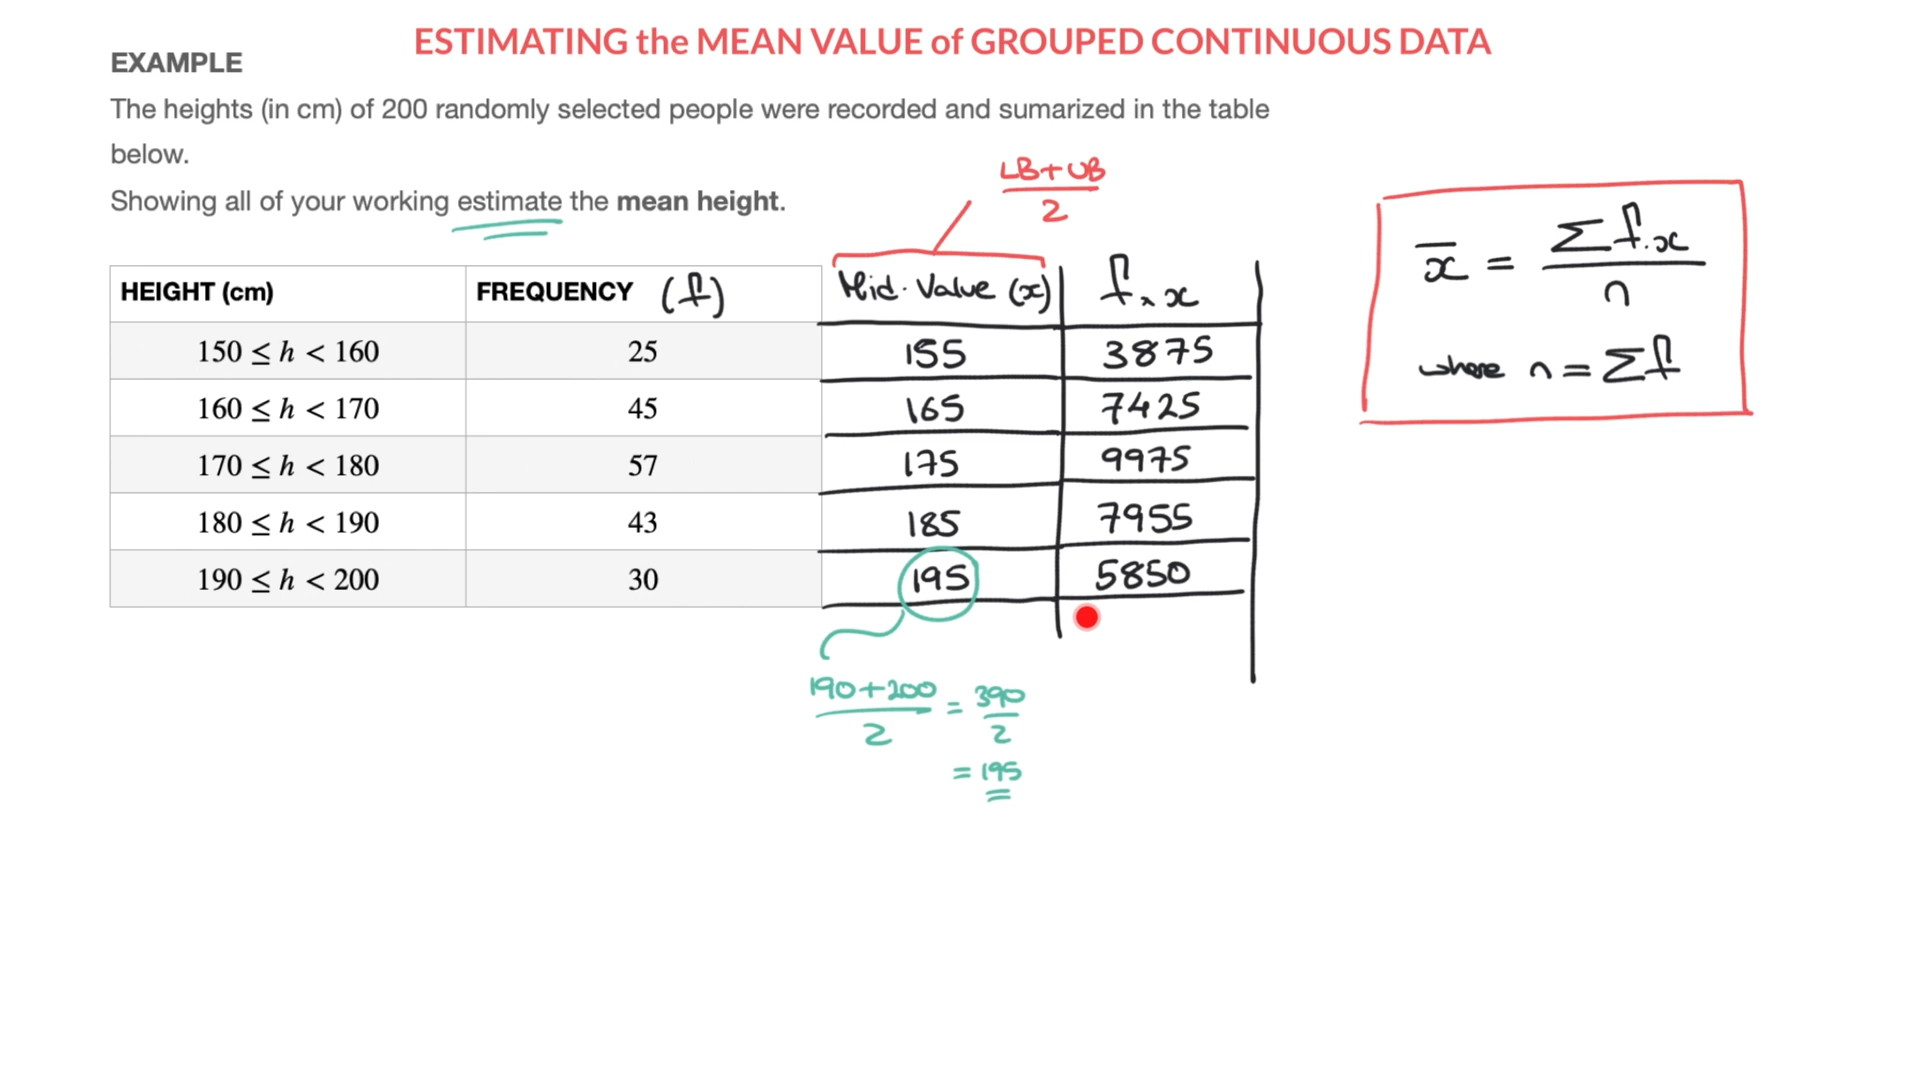 ESTIMATING the MEAN VALUE of GROUPED CONTINUOUS DATA
EXAMPLE
The heights (in cm) of 200 randomly selected people were recorded and sumarized in the table
below.
Showing all of your working estimate the mean height.
LB+UB
2
HEIGHT (cm) FREQUENCY (f) Mid. Value (x) f×x
150 ≤ h < 160 25 155 3875
160 ≤ h < 170 45 165 7425
170 ≤ h < 180 57 175 9975
180 ≤ h < 190 43 185 7955
190 ≤ h < 200 30 195 5850
190+200 = 390
2 2
= 195
x̄ = Σf.x
n
where n = Σf